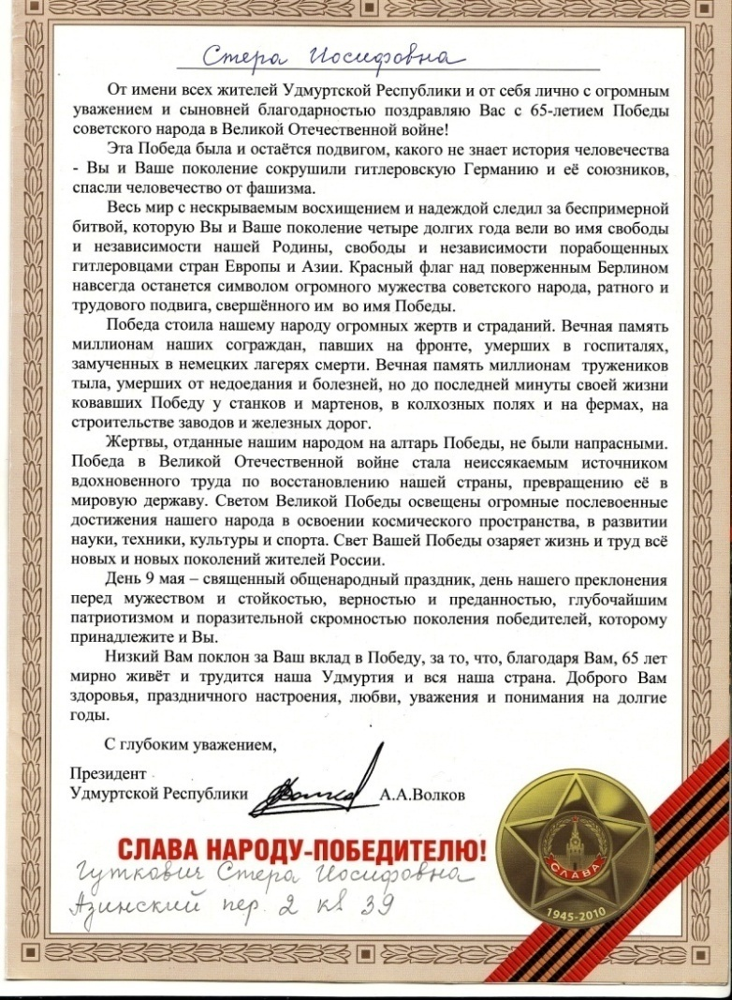 Стера Иосифовна
От имени всех жителей Удмуртской Республики и от себя лично с огромным
уважением и сыновней благодарностью поздравляю Вас с 65-летием Победы
советского народа в Великой Отечественной войне!
Эта Победа была и остаётся подвигом, какого не знает история человечества
- Вы и Ваше поколение сокрушили гитлеровскую Германию и её союзников,
спасли человечество от фашизма.
Весь мир с нескрываемым восхищением и надеждой следил за беспримерной
битвой, которую Вы и Ваше поколение четыре долгих года вели во имя свободы
и независимости нашей Родины, свободы и независимости порабощенных
гитлеровцами стран Европы и Азии. Красный флаг над поверженным Берлином
навсегда останется символом огромного мужества советского народа, ратного и
трудового подвига, свершённого им во имя Победы.
Победа стоила нашему народу огромных жертв и страданий. Вечная память
миллионам наших сограждан, павших на фронте, умерших в госпиталях,
замученных в немецких лагерях смерти. Вечная память миллионам тружеников
тыла, умерших от недоедания и болезней, но до последней минуты своей жизни
ковавших Победу у станков и мартенов, в колхозных полях и на фермах, на
строительстве заводов и железных дорог.
Жертвы, отданные нашим народом на алтарь Победы, не были напрасными.
Победа в Великой Отечественной войне стала неиссякаемым источником
вдохновенного труда по восстановлению нашей страны, превращению её в
мировую державу. Светом Великой Победы освещены огромные послевоенные
достижения нашего народа в освоении космического пространства, в развитии
науки, техники, культуры и спорта. Свет Вашей Победы озаряет жизнь и труд всё
новых и новых поколений жителей России.
День 9 мая – священный общенародный праздник, день нашего преклонения
перед мужеством и стойкостью, верностью и преданностью, глубочайшим
патриотизмом и поразительной скромностью поколения победителей, которому
принадлежите и Вы.
Низкий Вам поклон за Ваш вклад в Победу, за то, что, благодаря Вам, 65 лет
мирно живёт и трудится наша Удмуртия и вся наша страна. Доброго Вам
здоровья, праздничного настроения, любви, уважения и понимания на долгие
годы.
С глубоким уважением,
Президент
Удмуртской Республики А.А.Волков
СЛАВА НАРОДУ-ПОБЕДИТЕЛЮ!
Гуткович Стера Иосифовна
Азинский пер. 2 кв 39
СЛАВА
1945-2010